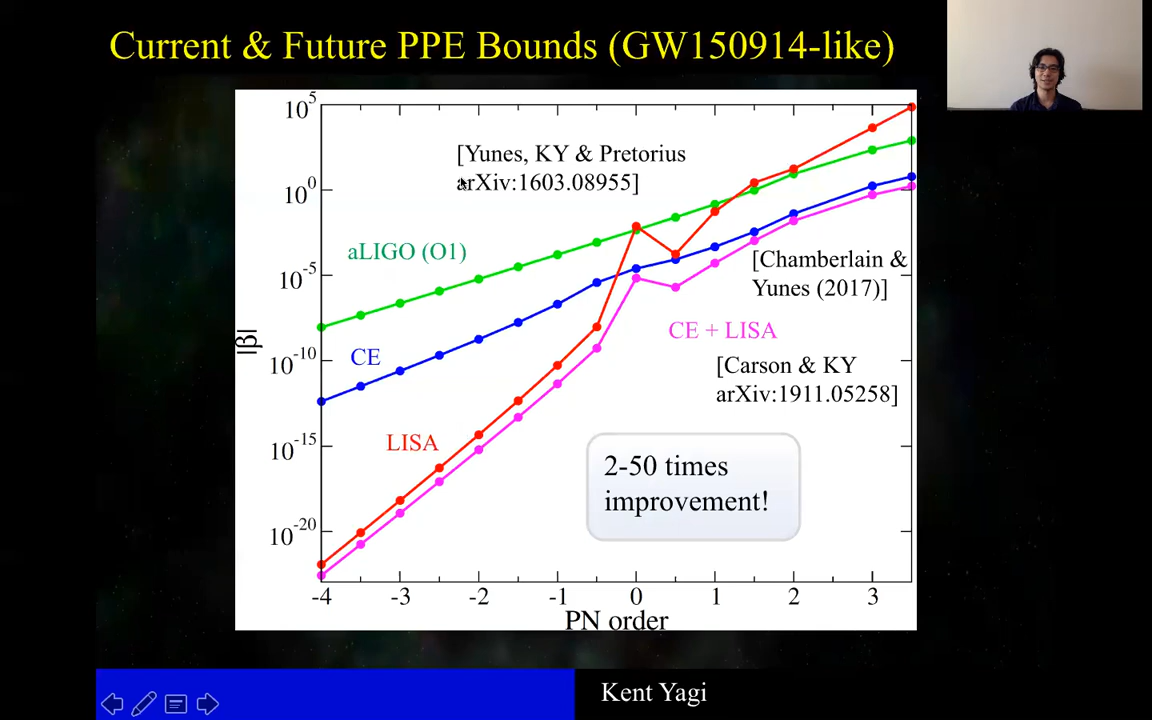 Current & Future PPE Bounds (GW150914-like)
10^5
[Yunes, KY & Pretorius
arXiv:1603.08955]
10^0
aLIGO (O1)
[Chamberlain &
Yunes (2017)]
10^-5
CE + LISA
|β|
CE
10^-10
[Carson & KY
arXiv:1911.05258]
LISA
10^-15
2-50 times
improvement!
10^-20
-4 -3 -2 -1 0 1 2 3
PN order
Kent Yagi